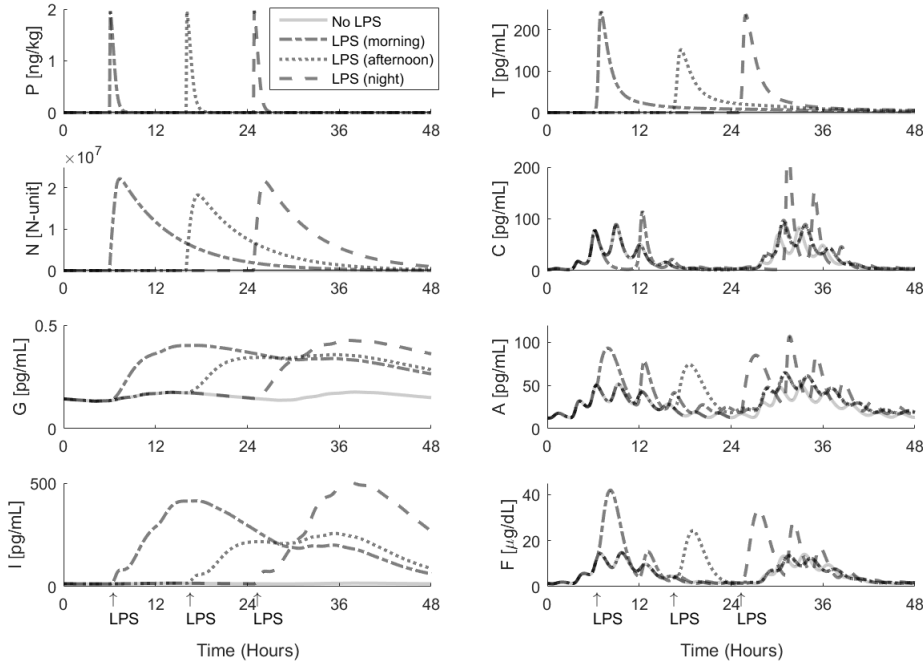 No LPS
LPS (morning)
LPS (afternoon)
LPS (night)
P [ng/kg]
2
1
0
0 12 24 36 48
T [pg/mL]
200
100
0
0 12 24 36 48
×10⁷
N [N-unit]
2
1
0
0 12 24 36 48
C [pg/mL]
200
100
0
0 12 24 36 48
G [pg/mL]
0.5
0
0 12 24 36 48
A [pg/mL]
100
50
0
0 12 24 36 48
I [pg/mL]
500
0
0 12 24 36 48
↑ ↑ ↑
LPS LPS LPS
Time (Hours)
F [μg/dL]
40
20
0
0 12 24 36 48
↑ ↑ ↑
LPS LPS LPS
Time (Hours)